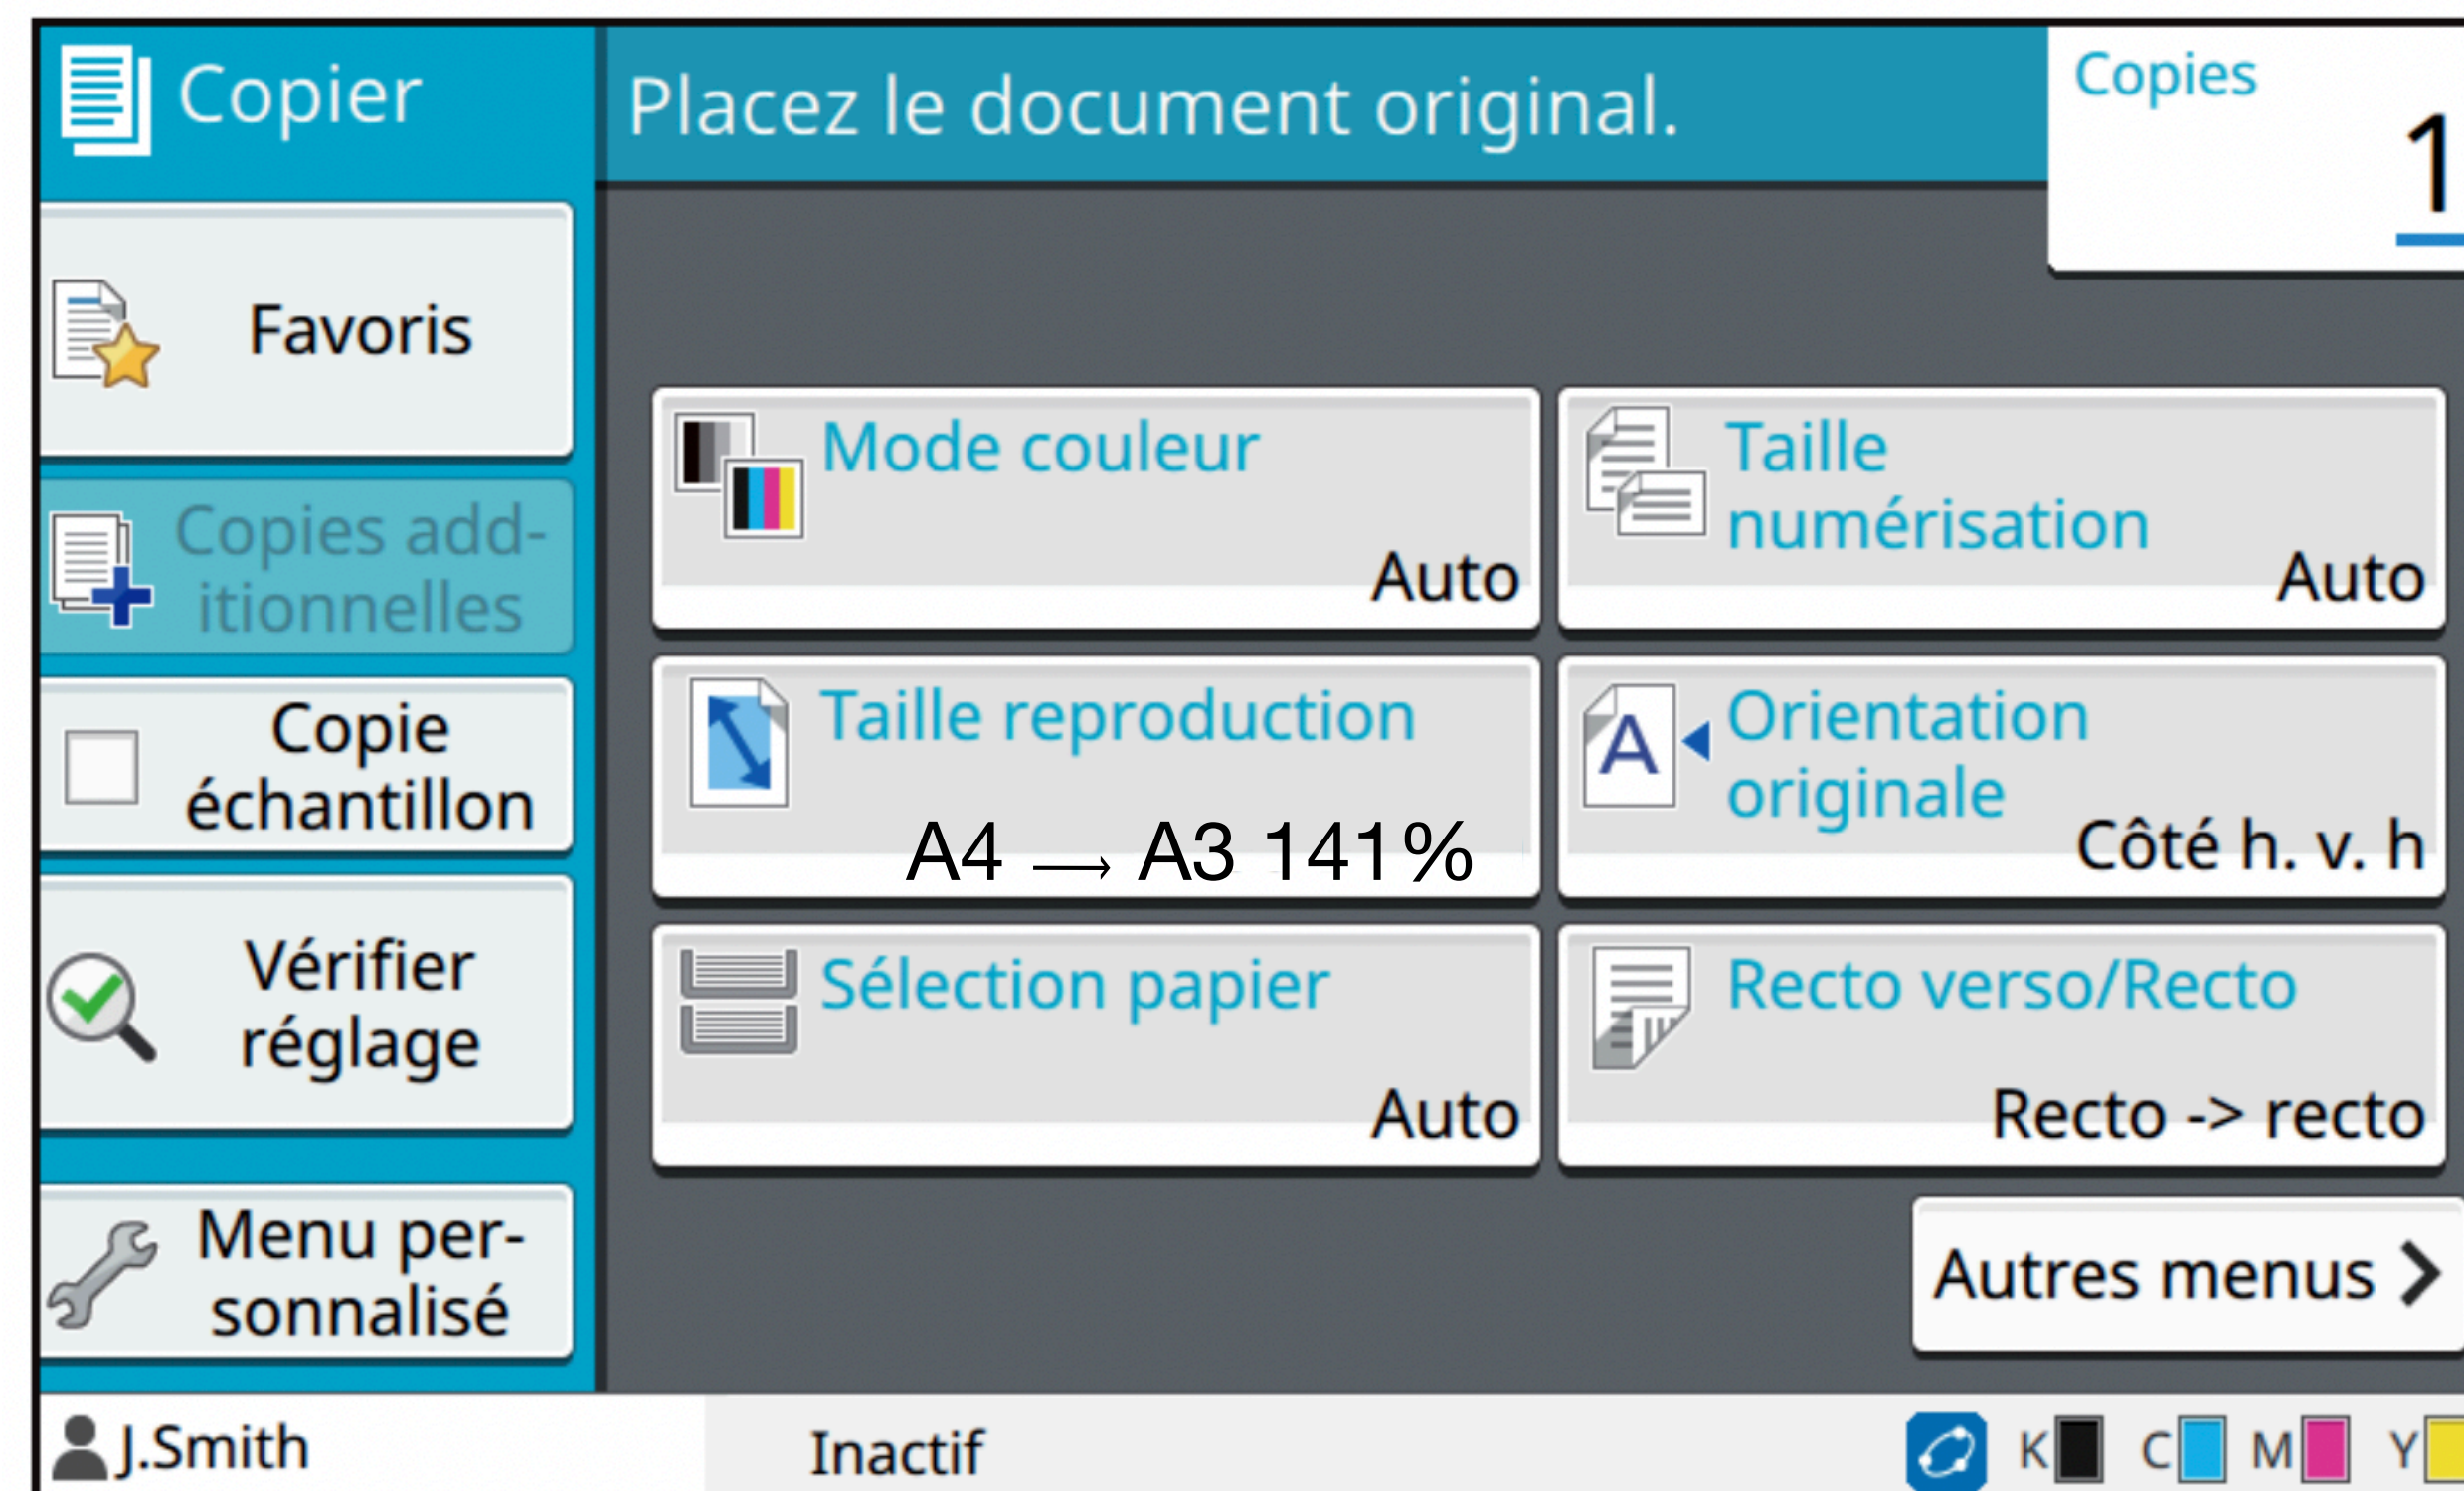 Copier
Placez le document original.
Copies
1
Favoris
Copies add-
itionnelles
Copie
échantillon
Vérifier
réglage
Menu per-
sonnalisé
Mode couleur
Auto
Taille
numérisation
Auto
Taille reproduction
A4 → A3 141%
Orientation
originale
Côté h. v. h
Sélection papier
Auto
Recto verso/Recto
Recto -> recto
Autres menus
J.Smith
Inactif
K C M Y